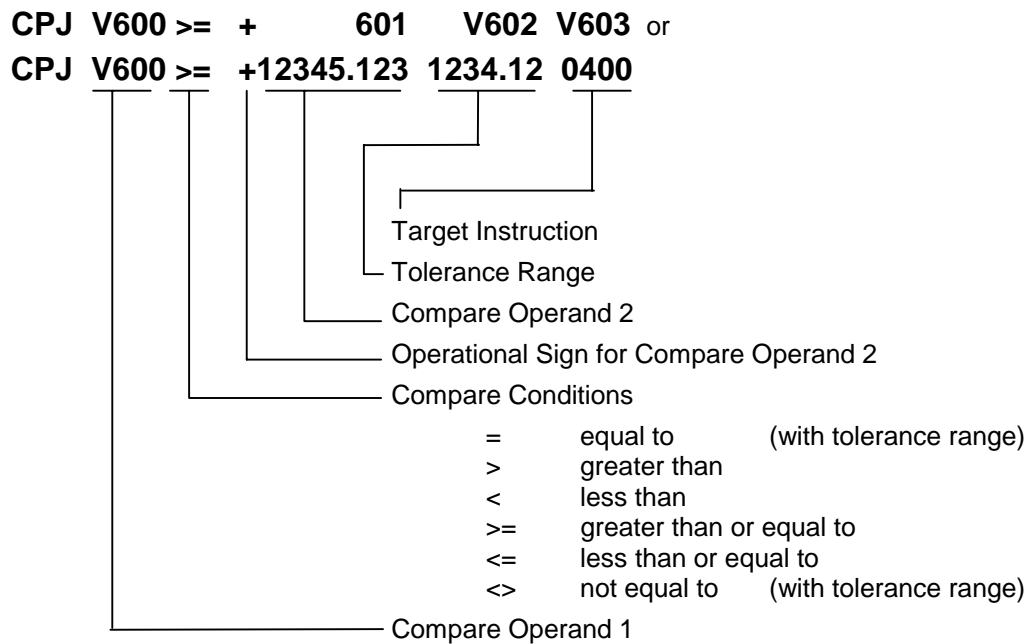 CPJ V600 >= + 601 V602 V603 or
CPJ V600 >= +12345.123 1234.12 0400
Target Instruction
Tolerance Range
Compare Operand 2
Operational Sign for Compare Operand 2
Compare Conditions
= equal to (with tolerance range)
> greater than
< less than
>= greater than or equal to
<= less than or equal to
<> not equal to (with tolerance range)
Compare Operand 1